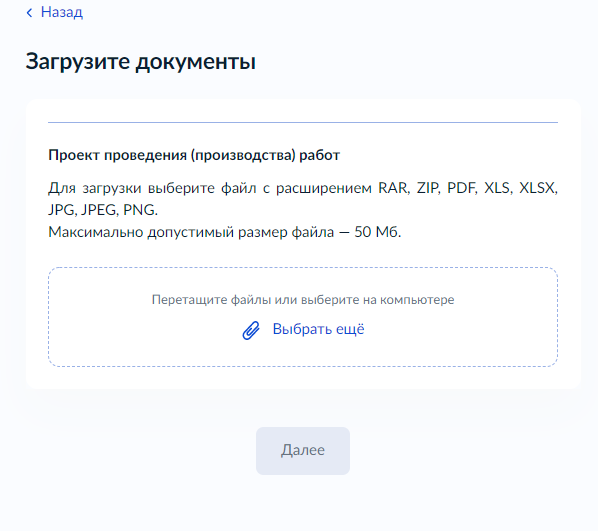 Назад
Загрузите документы
Проект проведения (производства) работ
Для загрузки выберите файл с расширением RAR, ZIP, PDF, XLS, XLSX,
JPG, JPEG, PNG.
Максимально допустимый размер файла — 50 Мб.
Перетащите файлы или выберите на компьютере
Выбрать ещё
Далее